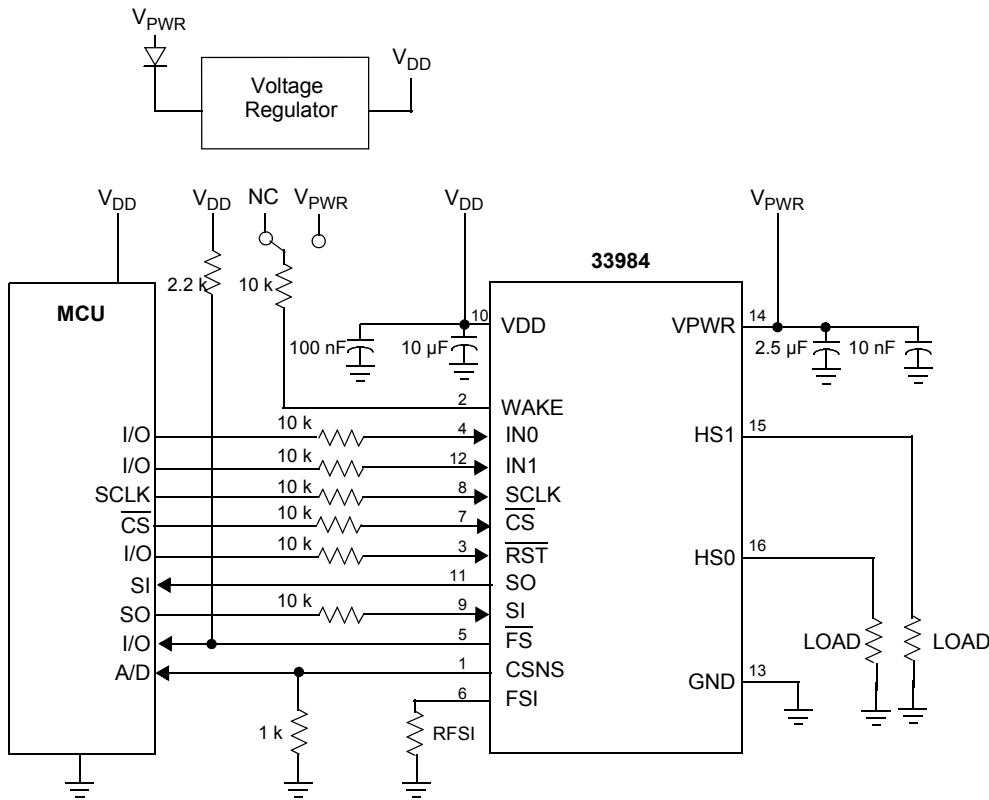 VPWR
Voltage
Regulator
VDD
VDD
VDD
NC
VPWR
VDD
VPWR
2.2 k
10 k
33984
MCU
10
VDD
VPWR
14
100 nF
10 µF
2.5 µF
10 nF
2
WAKE
I/O
10 k
4
IN0
HS1
15
I/O
10 k
12
IN1
SCLK
10 k
8
SCLK
CS
10 k
7
CS
I/O
10 k
3
RST
HS0
16
SI
11
SO
SO
10 k
9
SI
I/O
5
FS
LOAD
LOAD
A/D
1
CSNS
GND
13
6
FSI
1 k
RFSI